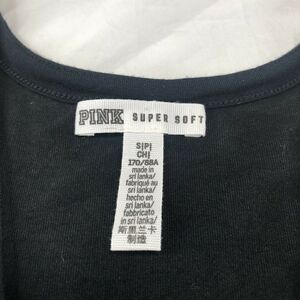 PINK SUPER SOFT
S|P|
CH|
170/88A
made in
sri lanka/
fabriqué au
sri lanka/
hecho en
sri lanka/
fabbricato in
sri lanka/
斯里兰卡
制造